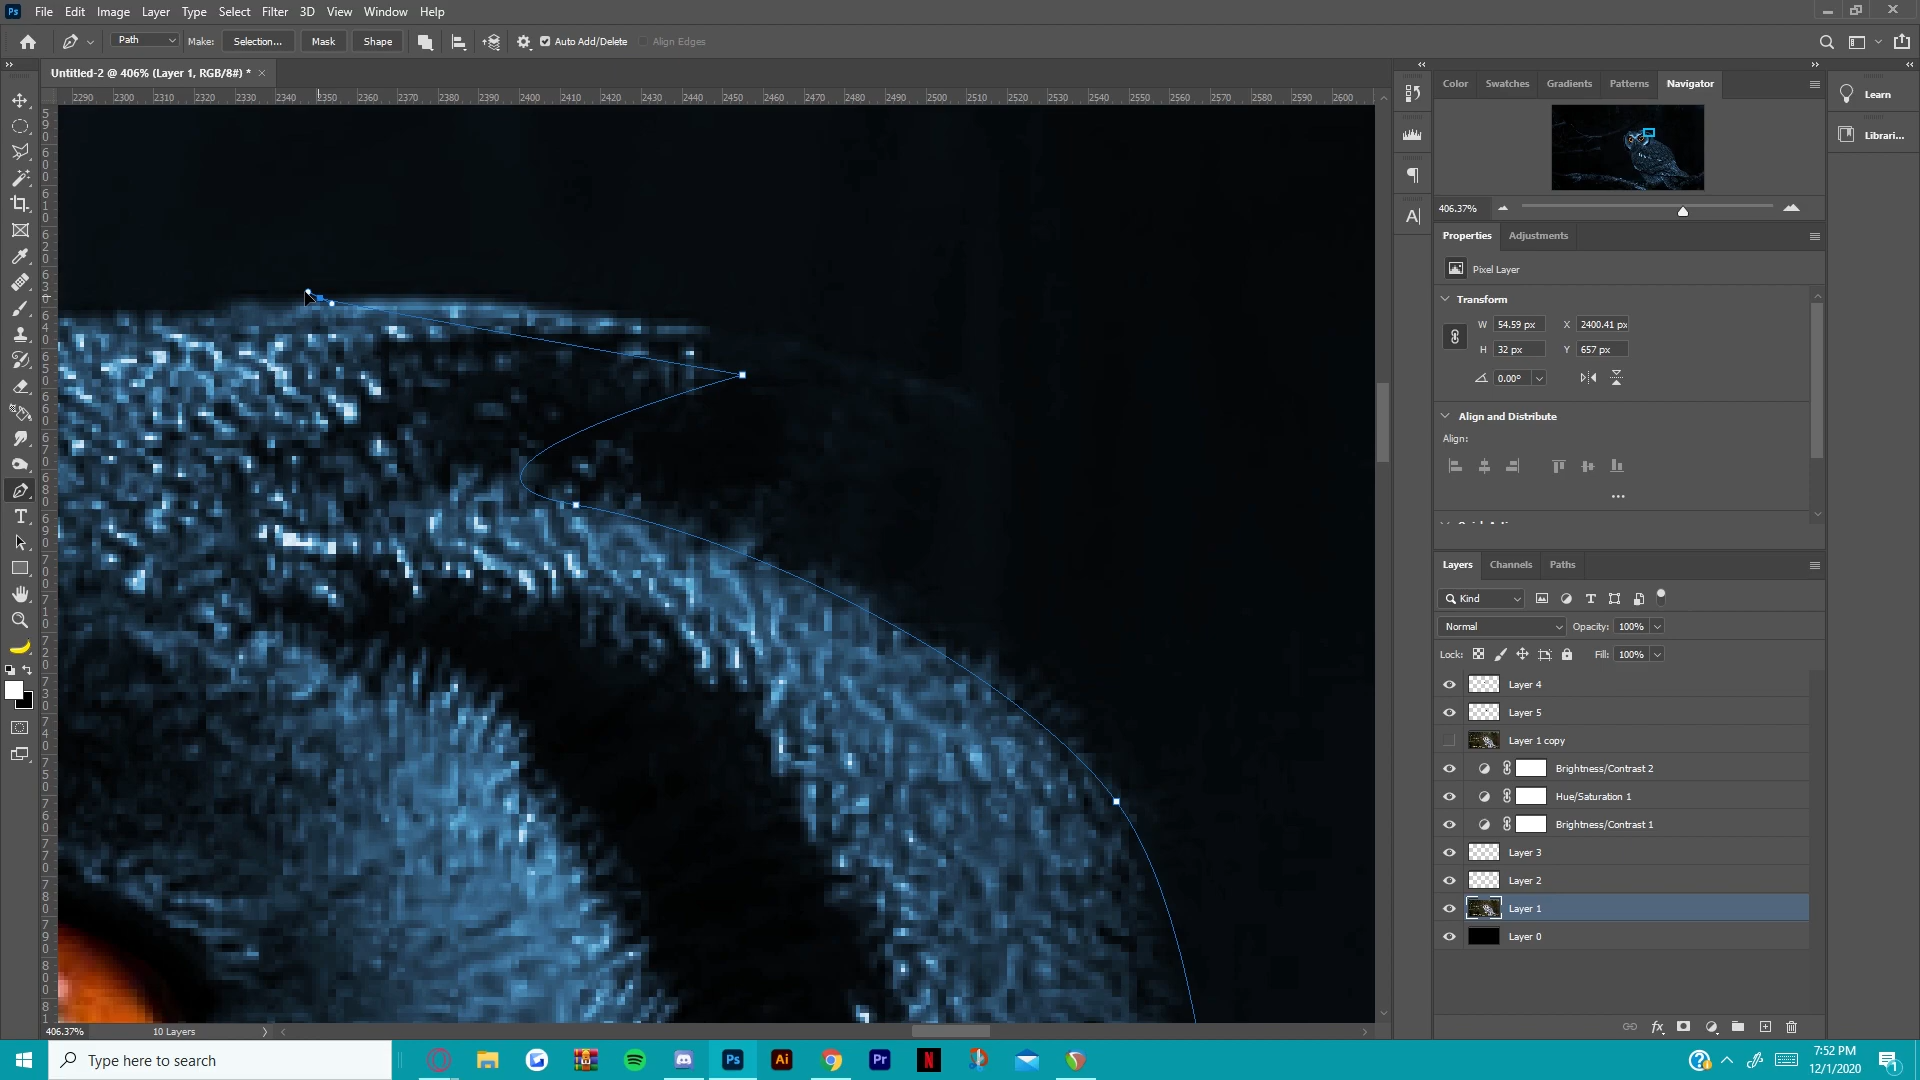 Ps File Edit Image Layer Type Select Filter 3D View Window Help
Path Make: Selection... Mask Shape Auto Add/Delete Align Edges
Untitled-2 @ 406% (Layer 1, RGB/8#) * ×
2290 2300 2310 2320 2330 2340 2350 2360 2370 2380 2390 2400 2410 2420 2430 2440 2450 2460 2470 2480 2490 2500 2510 2520 2530 2540 2550 2560 2570 2580 2590 2600
Color Swatches Gradients Patterns Navigator
Learn
Librari...
406.37%
Properties Adjustments
Pixel Layer
Transform
W 54.59 px X 2400.41 px
H 32 px Y 657 px
0.00°
Align and Distribute
Align:
Layers Channels Paths
Kind
Normal Opacity: 100%
Lock: Fill: 100%
Layer 4
Layer 5
Layer 1 copy
Brightness/Contrast 2
Hue/Saturation 1
Brightness/Contrast 1
Layer 3
Layer 2
Layer 1
Layer 0
406.37% 10 Layers
fx
Type here to search
Ps Ai Pr N
7:52 PM
12/1/2020
1